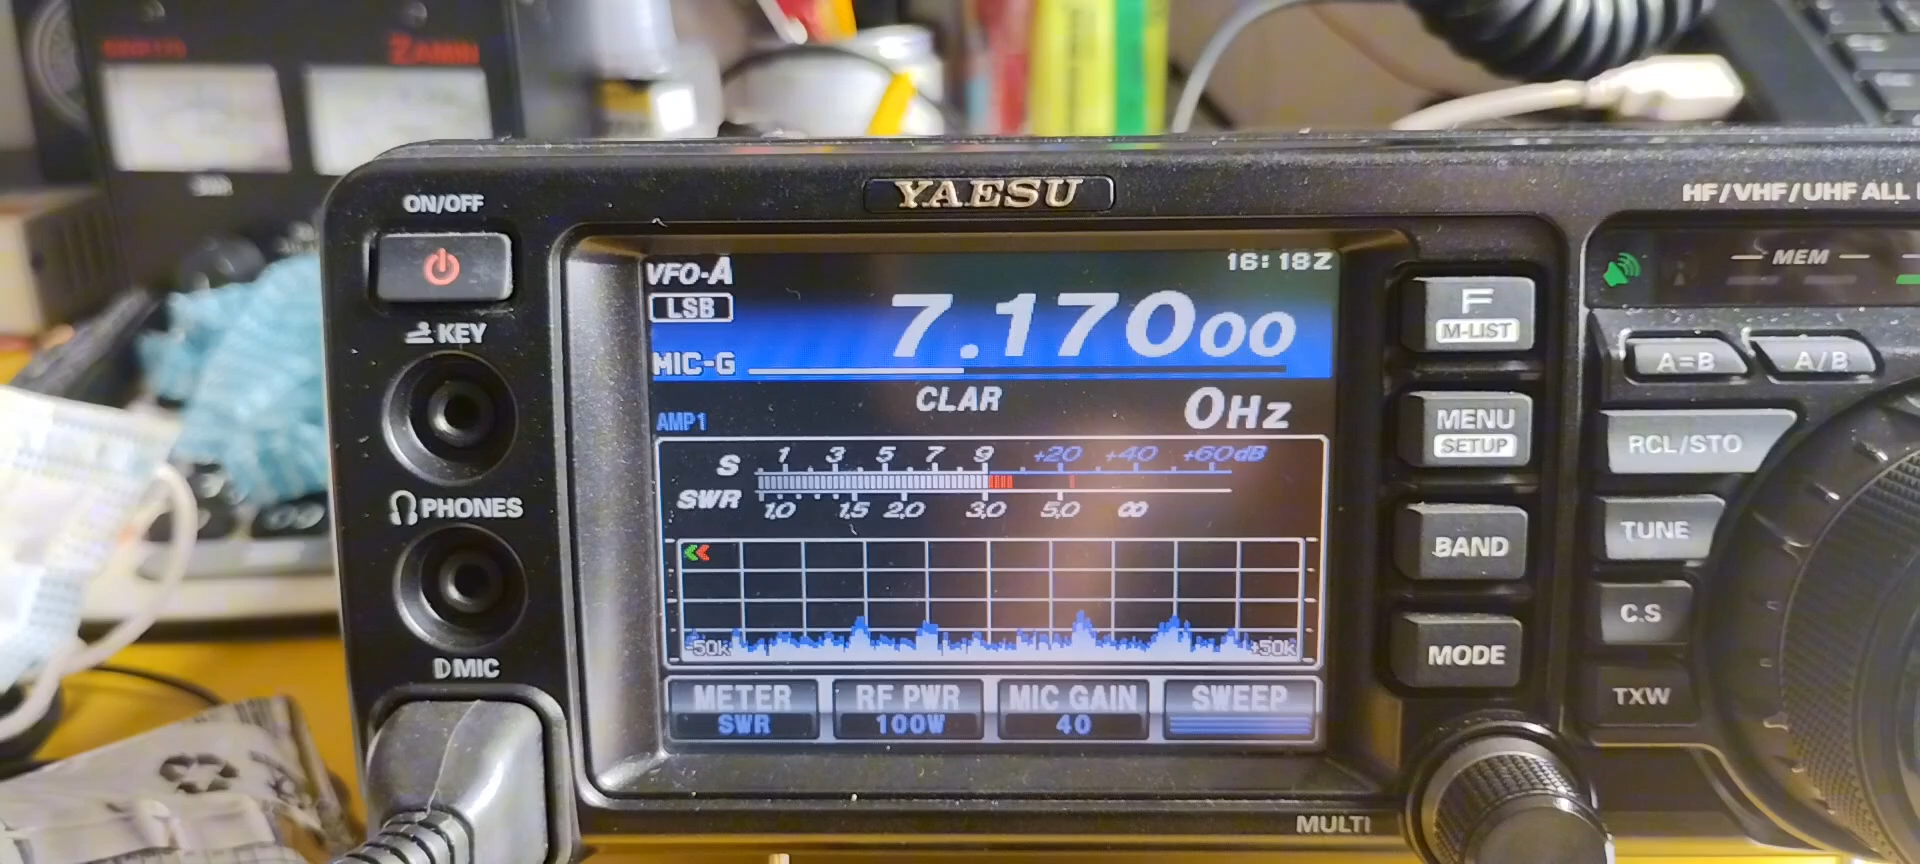 ZAMIN
YAESU
HF/VHF/UHF ALL
ON/OFF
KEY
PHONES
D MIC
VFO-A
16:18Z
LSB
7.17000
MIC-G
CLAR
0Hz
AMP1
S 1 3 5 7 9 +20 +40 +60dB
SWR 1.0 1.5 2.0 3.0 5.0 ∞
-50k
+50k
METER
SWR
RF PWR
100W
MIC GAIN
40
SWEEP
F
M-LIST
MENU
SETUP
BAND
MODE
MULTI
MEM
A=B
A/B
RCL/STO
TUNE
C.S
TXW